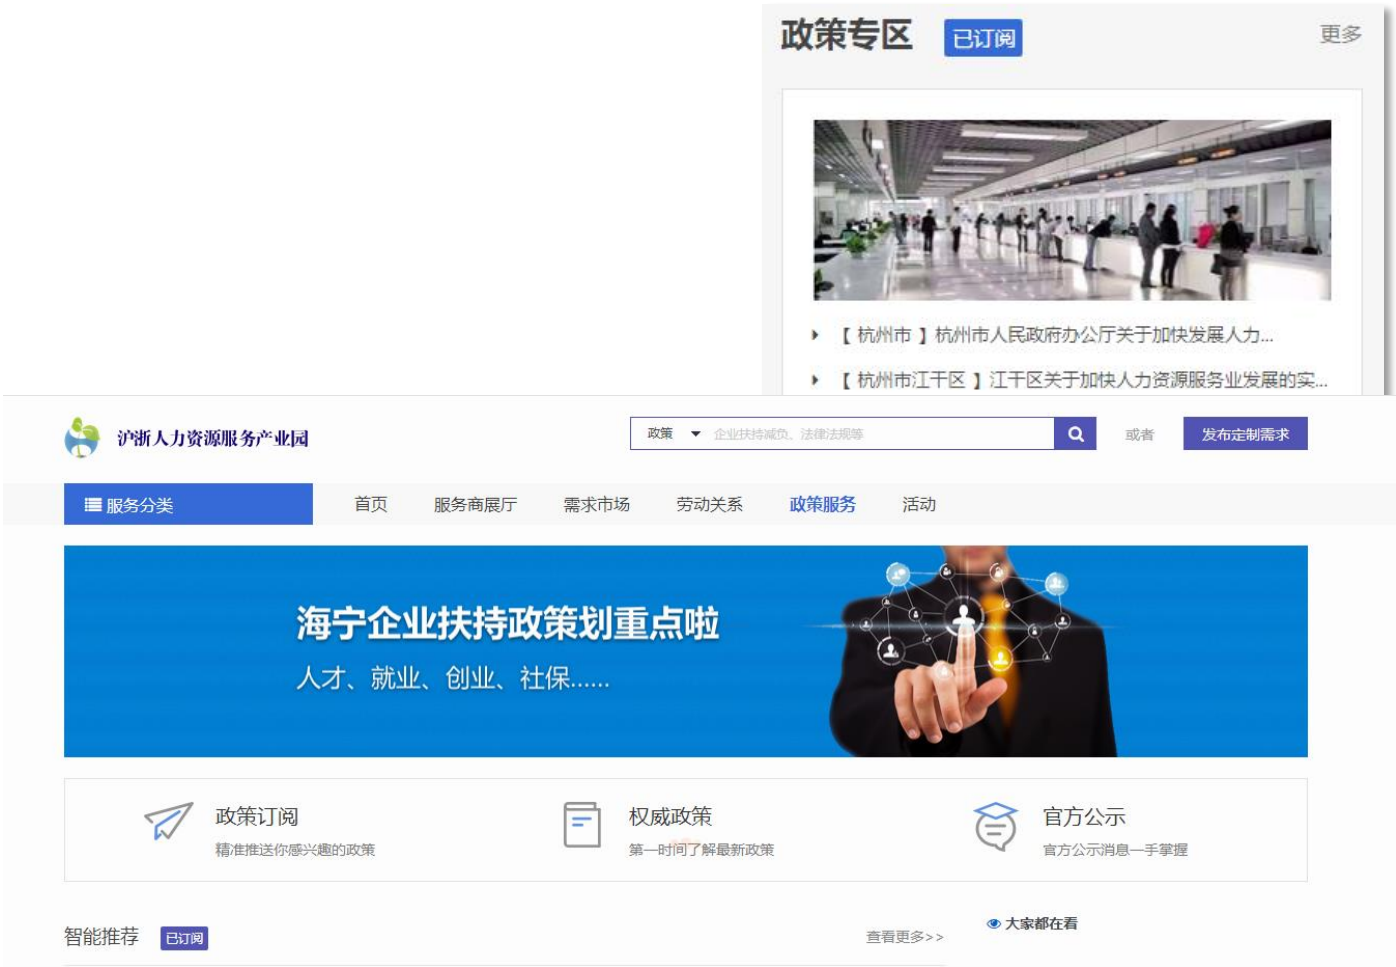 政策专区 已订阅 更多
【 杭州市 】杭州市人民政府办公厅关于加快发展人力...
【 杭州市江干区 】江干区关于加快人力资源服务业发展的实...
沪浙人力资源服务产业园 政策 企业扶持减负、法律法规等 或者 发布定制需求
服务分类 首页 服务商展厅 需求市场 劳动关系 政策服务 活动
海宁企业扶持政策划重点啦
人才、就业、创业、社保......
政策订阅 权威政策 官方公示
精准推送你感兴趣的政策 第一时间了解最新政策 官方公示消息一手掌握
智能推荐 已订阅 查看更多>> 大家都在看